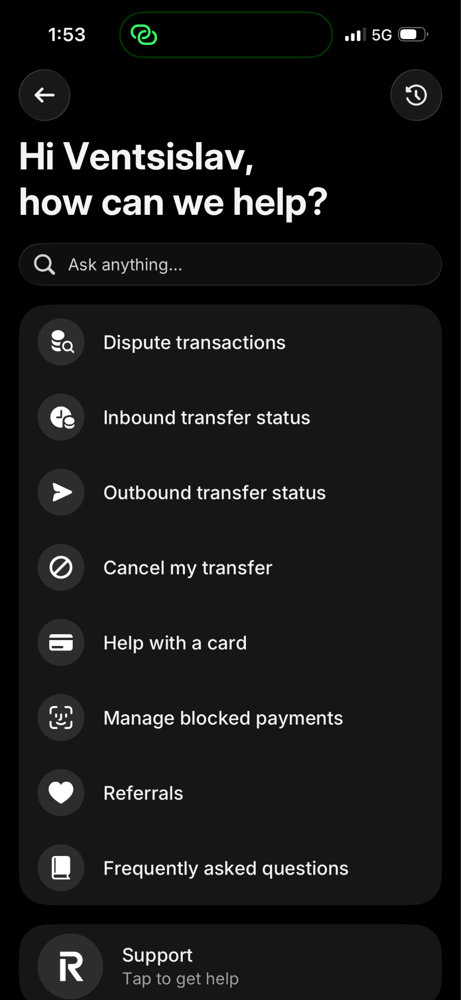 1:53
5G
Hi Ventsislav,
how can we help?
Ask anything...
Dispute transactions
Inbound transfer status
Outbound transfer status
Cancel my transfer
Help with a card
Manage blocked payments
Referrals
Frequently asked questions
R
Support
Tap to get help